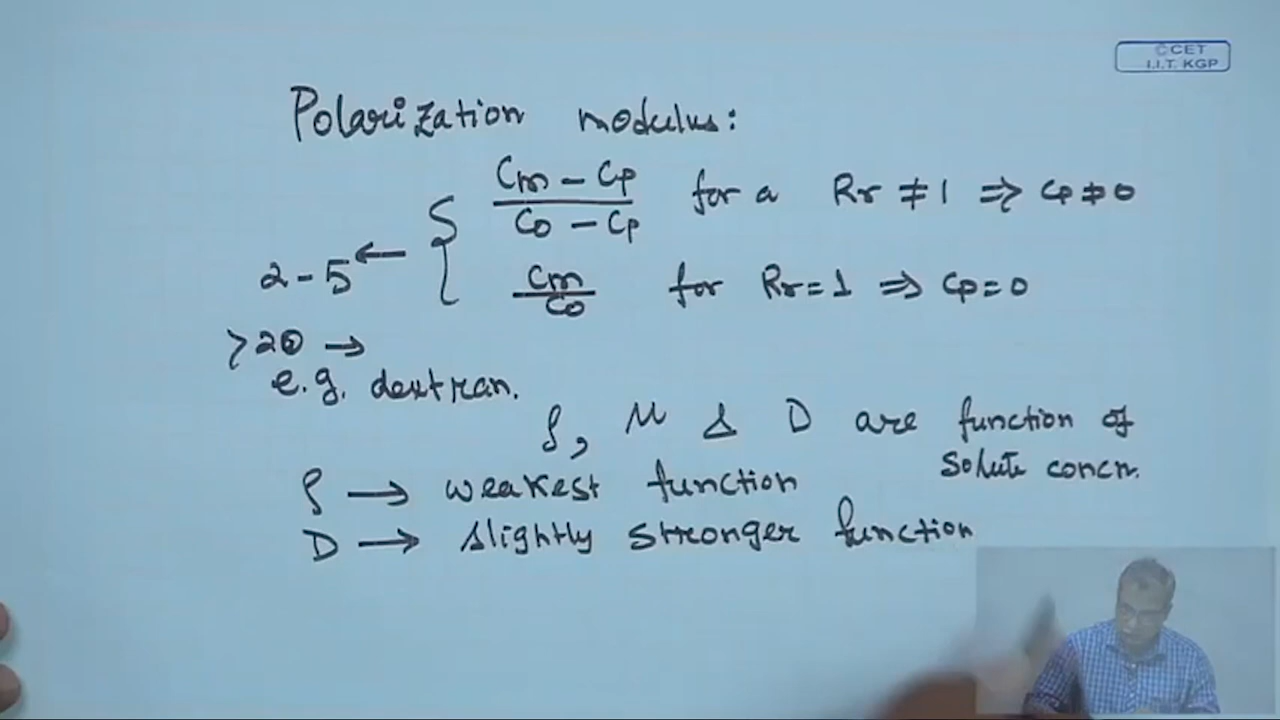 ©CET
I.I.T. KGP
Polarization modulus:
Cm - Cp / Co - Cp for a Rr ≠ 1 ⇒ Cp ≠ 0
2 - 5 ←
Cm / Co for Rr = 1 ⇒ Cp = 0
>20 →
e.g. dextran.
ρ, μ & D are function of
solute concn.
ρ → weakest function
D → slightly stronger function